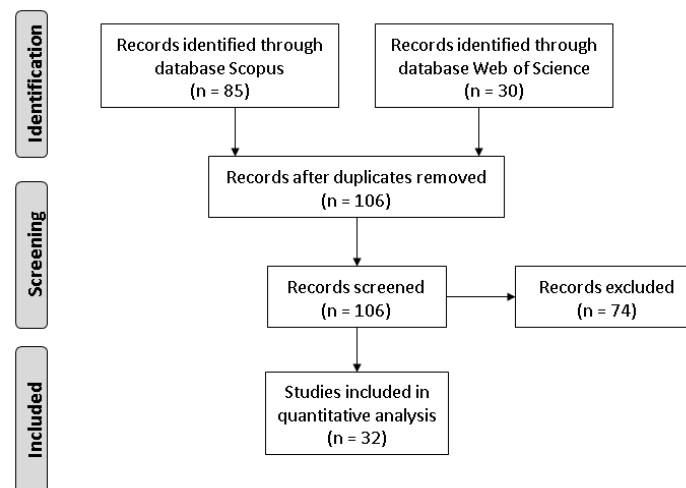 Identification
Records identified through
database Scopus
(n = 85)
Records identified through
database Web of Science
(n = 30)
Records after duplicates removed
(n = 106)
Screening
Records screened
(n = 106)
Records excluded
(n = 74)
Included
Studies included in
quantitative analysis
(n = 32)